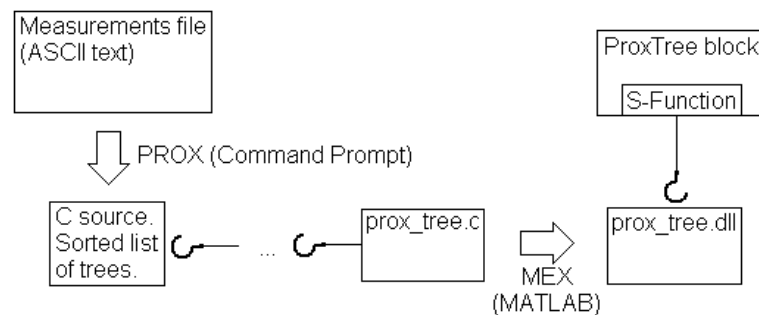 Measurements file
(ASCII text)
ProxTree block
S-Function
PROX (Command Prompt)
C source.
Sorted list
of trees.
...
prox_tree.c
MEX
(MATLAB)
prox_tree.dll